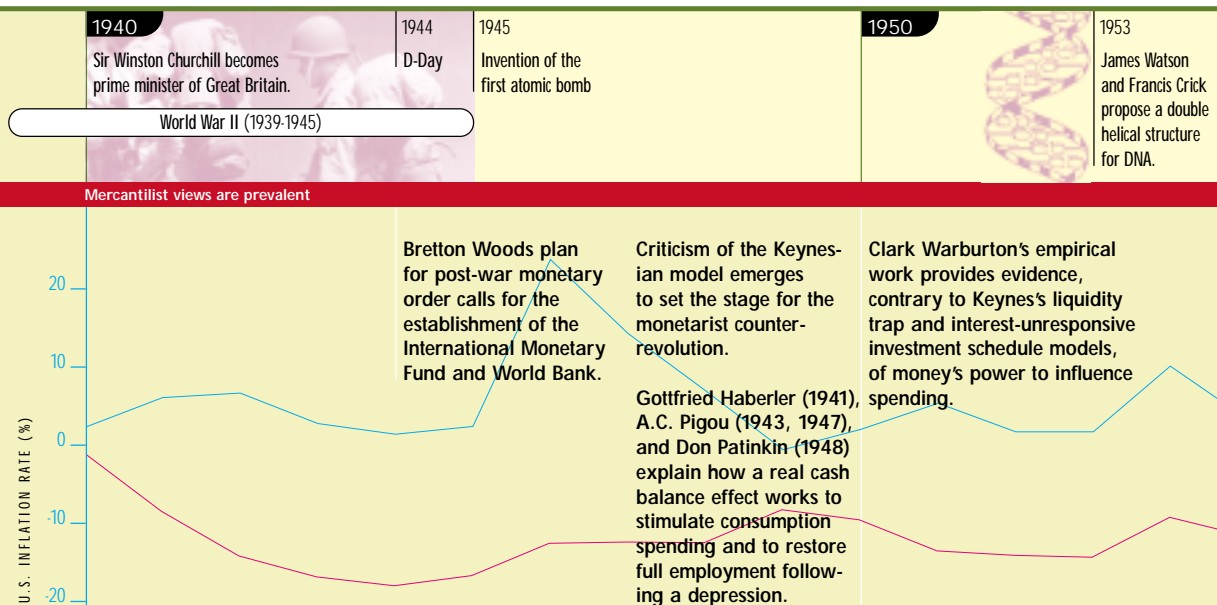 1940
Sir Winston Churchill becomes
prime minister of Great Britain.
1944
D-Day
1945
Invention of the
first atomic bomb
1950
1953
James Watson
and Francis Crick
propose a double
helical structure
for DNA.
World War II (1939-1945)
Mercantilist views are prevalent
Bretton Woods plan
for post-war monetary
order calls for the
establishment of the
International Monetary
Fund and World Bank.
Criticism of the Keynes-
ian model emerges
to set the stage for the
monetarist counter-
revolution.
Gottfried Haberler (1941),
A.C. Pigou (1943, 1947),
and Don Patinkin (1948)
explain how a real cash
balance effect works to
stimulate consumption
spending and to restore
full employment follow-
ing a depression.
Clark Warburton's empirical
work provides evidence,
contrary to Keynes's liquidity
trap and interest-unresponsive
investment schedule models,
of money's power to influence
spending.
U.S. INFLATION RATE (%)
20
10
0
-10
-20